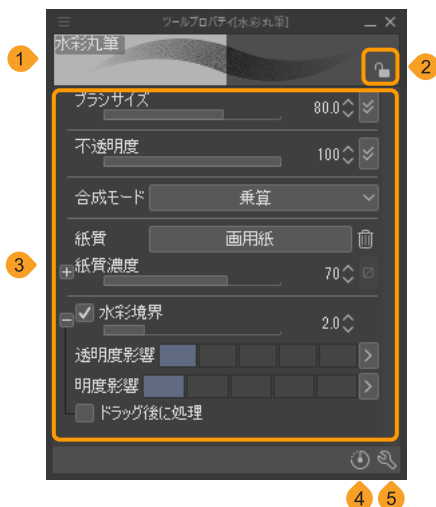 ツールプロパティ[水彩丸筆]
水彩丸筆
1
2
ブラシサイズ 80.0
不透明度 100
合成モード 乗算
紙質 画用紙
3
紙質濃度 70
水彩境界 2.0
透明度影響
明度影響
ドラッグ後に処理
4 5